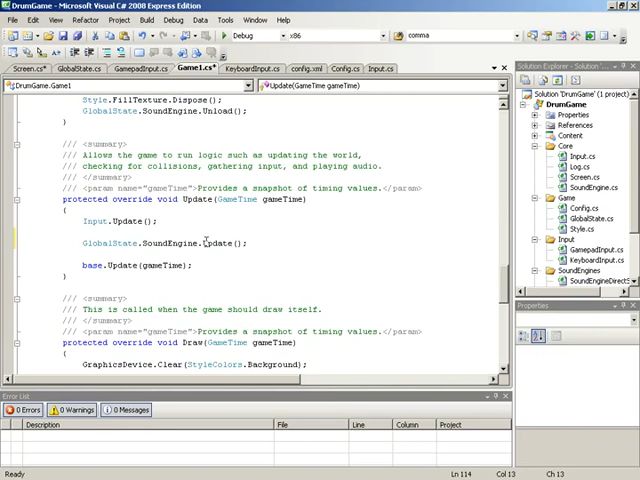 DrumGame - Microsoft Visual C# 2008 Express Edition
File Edit View Refactor Project Build Debug Data Tools Window Help
Debug x86 comma
Screen.cs* GlobalState.cs GamepadInput.cs Game1.cs* KeyboardInput.cs config.xml Config.cs Input.cs
DrumGame.Game1 Update(GameTime gameTime)
Style.FillTexture.Dispose();
GlobalState.SoundEngine.Unload();
}
/// <summary>
/// Allows the game to run logic such as updating the world,
/// checking for collisions, gathering input, and playing audio.
/// </summary>
/// <param name="gameTime">Provides a snapshot of timing values.</param>
protected override void Update(GameTime gameTime)
{
Input.Update();
GlobalState.SoundEngine.Update();
base.Update(gameTime);
}
/// <summary>
/// This is called when the game should draw itself.
/// </summary>
/// <param name="gameTime">Provides a snapshot of timing values.</param>
protected override void Draw(GameTime gameTime)
{
GraphicsDevice.Clear(StyleColors.Background);
Solution Explorer
Solution 'DrumGame'
DrumGame
Properties
References
Content
Core
Input.cs
Log.cs
Screen.cs
SoundEngine.cs
Game
Config.cs
GlobalState.cs
Style.cs
Input
GamepadInput.cs
KeyboardInput.cs
SoundEngines
SoundEngineDirectS
Properties
Error List
0 Errors 0 Warnings 0 Messages
Description File Line Column Project
Ready Ln 114 Col 13 Ch 13